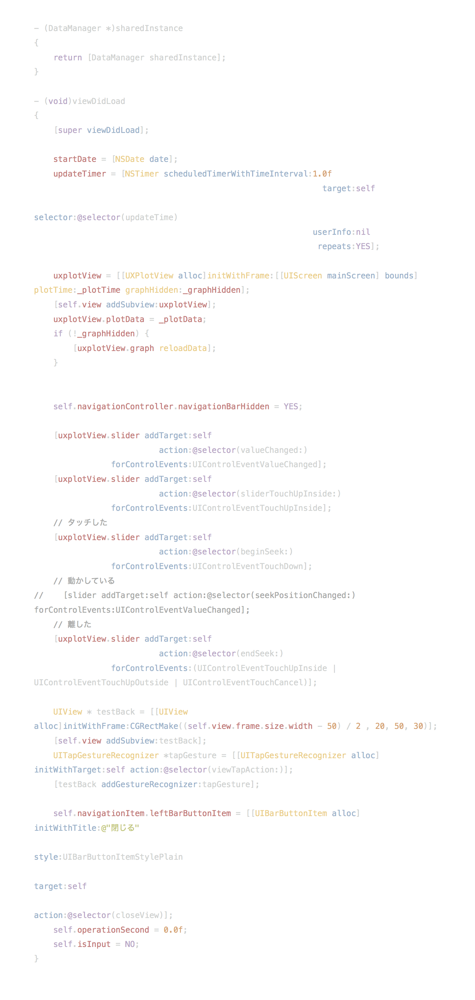 - (DataManager *)sharedInstance
{
    return [DataManager sharedInstance];
}

- (void)viewDidLoad
{
    [super viewDidLoad];

    startDate = [NSDate date];
    updateTimer = [NSTimer scheduledTimerWithTimeInterval:1.0f
                                                            target:self

selector:@selector(updateTime)
                                                          userInfo:nil
                                                           repeats:YES];

    uxplotView = [[UXPlotView alloc]initWithFrame:[[UIScreen mainScreen] bounds]
plotTime:_plotTime graphHidden:_graphHidden];
    [self.view addSubview:uxplotView];
    uxplotView.plotData = _plotData;
    if (!_graphHidden) {
        [uxplotView.graph reloadData];
    }


    self.navigationController.navigationBarHidden = YES;

    [uxplotView.slider addTarget:self
                          action:@selector(valueChanged:)
                forControlEvents:UIControlEventValueChanged];
    [uxplotView.slider addTarget:self
                          action:@selector(sliderTouchUpInside:)
                forControlEvents:UIControlEventTouchUpInside];
    // タッチした
    [uxplotView.slider addTarget:self
                          action:@selector(beginSeek:)
                forControlEvents:UIControlEventTouchDown];
    // 動かしている
//    [slider addTarget:self action:@selector(seekPositionChanged:)
forControlEvents:UIControlEventValueChanged];
    // 離した
    [uxplotView.slider addTarget:self
                          action:@selector(endSeek:)
                forControlEvents:(UIControlEventTouchUpInside |
UIControlEventTouchUpOutside | UIControlEventTouchCancel)];

    UIView * testBack = [[UIView
alloc]initWithFrame:CGRectMake((self.view.frame.size.width - 50) / 2 , 20, 50, 30)];
    [self.view addSubview:testBack];
    UITapGestureRecognizer *tapGesture = [[UITapGestureRecognizer alloc]
initWithTarget:self action:@selector(viewTapAction:)];
    [testBack addGestureRecognizer:tapGesture];

    self.navigationItem.leftBarButtonItem = [[UIBarButtonItem alloc]
initWithTitle:@"閉じる"

style:UIBarButtonItemStylePlain

target:self

action:@selector(closeView)];
    self.operationSecond = 0.0f;
    self.isInput = NO;
}